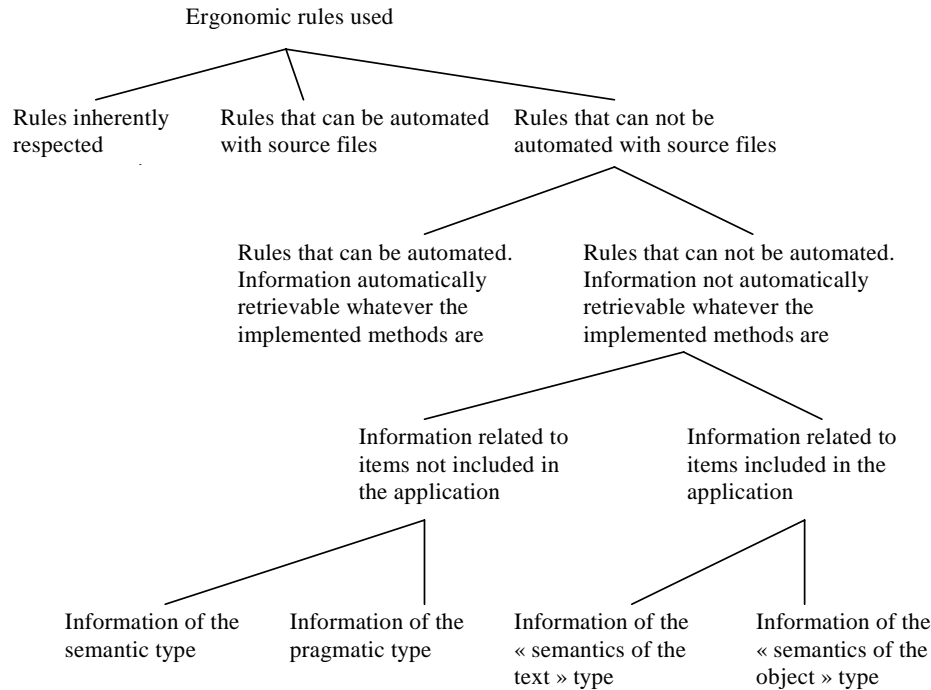 Ergonomic rules used
Rules inherently
respected
Rules that can be automated
with source files
Rules that can not be
automated with source files
Rules that can be automated.
Information automatically
retrievable whatever the
implemented methods are
Rules that can not be automated.
Information not automatically
retrievable whatever the
implemented methods are
Information related to
items not included in
the application
Information related to
items included in the
application
Information of the
semantic type
Information of the
pragmatic type
Information of the
« semantics of the
text » type
Information of the
« semantics of the
object » type